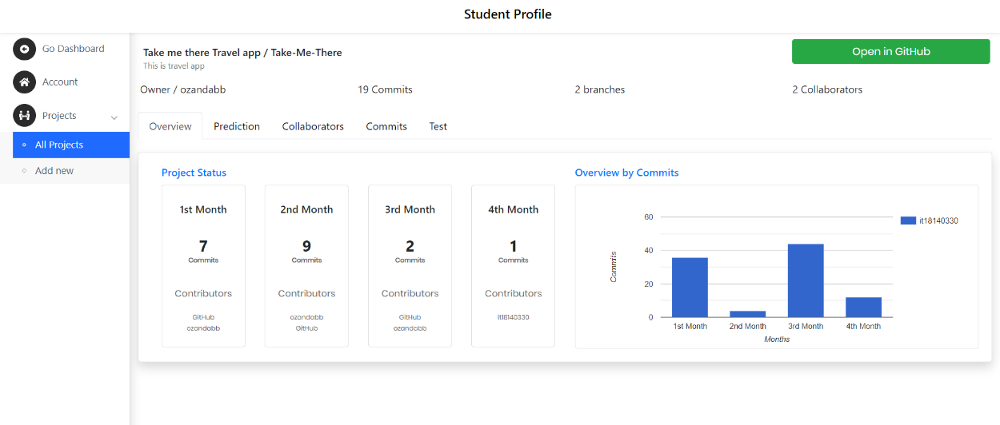 Student Profile
Go Dashboard
Account
Projects
All Projects
Add new
Take me there Travel app / Take-Me-There
This is travel app
Open in GitHub
Owner / ozandabb
19 Commits
2 branches
2 Collaborators
Overview
Prediction
Collaborators
Commits
Test
Project Status
1st Month
7
Commits
Contributors
GitHub
ozandabb
2nd Month
9
Commits
Contributors
ozandabb
GitHub
3rd Month
2
Commits
Contributors
GitHub
ozandabb
4th Month
1
Commits
Contributors
it18140330
Overview by Commits
60
40
20
0
Commits
1st Month
2nd Month
3rd Month
4th Month
Months
it18140330